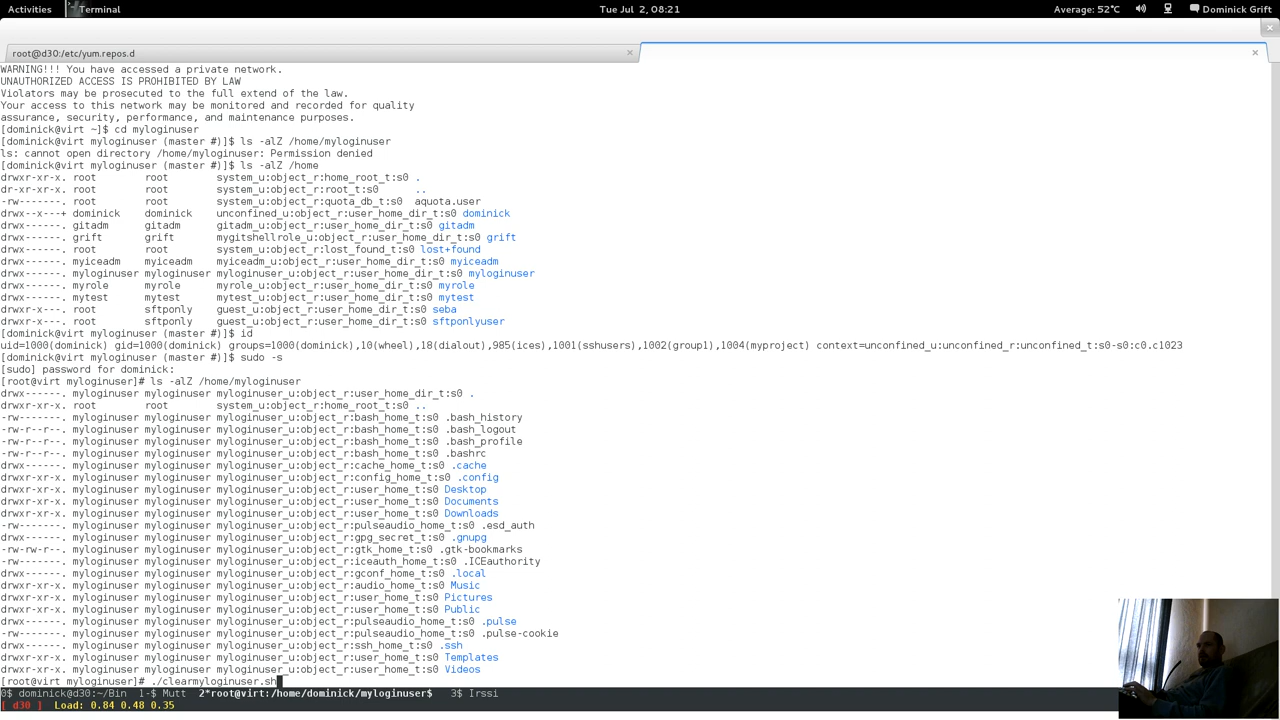 Activities Terminal Tue Jul 2, 08:21 Average: 52°C Dominick Grift
root@d30:/etc/yum.repos.d
WARNING!!! You have accessed a private network.
UNAUTHORIZED ACCESS IS PROHIBITED BY LAW
Violators may be prosecuted to the full extend of the law.
Your access to this network may be monitored and recorded for quality
assurance, security, performance, and maintenance purposes.
[dominick@virt ~]$ cd myloginuser
[dominick@virt myloginuser (master #)]$ ls -alZ /home/myloginuser
ls: cannot open directory /home/myloginuser: Permission denied
[dominick@virt myloginuser (master #)]$ ls -alZ /home
drwxr-xr-x. root root system_u:object_r:home_root_t:s0 .
dr-xr-xr-x. root root system_u:object_r:root_t:s0 ..
-rw-------. root root system_u:object_r:quota_db_t:s0 aquota.user
drwx--x---+ dominick dominick unconfined_u:object_r:user_home_dir_t:s0 dominick
drwx------. gitadm gitadm gitadm_u:object_r:user_home_dir_t:s0 gitadm
drwx------. grift grift mygitshellrole_u:object_r:user_home_dir_t:s0 grift
drwx------. root root system_u:object_r:lost_found_t:s0 lost+found
drwx------. myiceadm myiceadm myiceadm_u:object_r:user_home_dir_t:s0 myiceadm
drwx------. myloginuser myloginuser myloginuser_u:object_r:user_home_dir_t:s0 myloginuser
drwx------. myrole myrole myrole_u:object_r:user_home_dir_t:s0 myrole
drwx------. mytest mytest mytest_u:object_r:user_home_dir_t:s0 mytest
drwxr-x---. root sftponly guest_u:object_r:user_home_dir_t:s0 seba
drwxr-x---. root sftponly guest_u:object_r:user_home_dir_t:s0 sftponlyuser
[dominick@virt myloginuser (master #)]$ id
uid=1000(dominick) gid=1000(dominick) groups=1000(dominick),10(wheel),18(dialout),985(ices),1001(sshusers),1002(group1),1004(myproject) context=unconfined_u:unconfined_r:unconfined_t:s0-s0:c0.c1023
[dominick@virt myloginuser (master #)]$ sudo -s
[sudo] password for dominick:
[root@virt myloginuser]# ls -alZ /home/myloginuser
drwx------. myloginuser myloginuser myloginuser_u:object_r:user_home_dir_t:s0 .
drwxr-xr-x. root root system_u:object_r:home_root_t:s0 ..
-rw-------. myloginuser myloginuser myloginuser_u:object_r:bash_home_t:s0 .bash_history
-rw-r--r--. myloginuser myloginuser myloginuser_u:object_r:bash_home_t:s0 .bash_logout
-rw-r--r--. myloginuser myloginuser myloginuser_u:object_r:bash_home_t:s0 .bash_profile
-rw-r--r--. myloginuser myloginuser myloginuser_u:object_r:bash_home_t:s0 .bashrc
drwx------. myloginuser myloginuser myloginuser_u:object_r:cache_home_t:s0 .cache
drwxr-xr-x. myloginuser myloginuser myloginuser_u:object_r:config_home_t:s0 .config
drwxr-xr-x. myloginuser myloginuser myloginuser_u:object_r:user_home_t:s0 Desktop
drwxr-xr-x. myloginuser myloginuser myloginuser_u:object_r:user_home_t:s0 Documents
drwxr-xr-x. myloginuser myloginuser myloginuser_u:object_r:user_home_t:s0 Downloads
-rw-------. myloginuser myloginuser myloginuser_u:object_r:pulseaudio_home_t:s0 .esd_auth
drwx------. myloginuser myloginuser myloginuser_u:object_r:gpg_secret_t:s0 .gnupg
-rw-rw-r--. myloginuser myloginuser myloginuser_u:object_r:gtk_home_t:s0 .gtk-bookmarks
-rw-------. myloginuser myloginuser myloginuser_u:object_r:iceauth_home_t:s0 .ICEauthority
drwx------. myloginuser myloginuser myloginuser_u:object_r:gconf_home_t:s0 .local
drwxr-xr-x. myloginuser myloginuser myloginuser_u:object_r:audio_home_t:s0 Music
drwxr-xr-x. myloginuser myloginuser myloginuser_u:object_r:user_home_t:s0 Pictures
drwxr-xr-x. myloginuser myloginuser myloginuser_u:object_r:user_home_t:s0 Public
drwx------. myloginuser myloginuser myloginuser_u:object_r:pulseaudio_home_t:s0 .pulse
-rw-------. myloginuser myloginuser myloginuser_u:object_r:pulseaudio_home_t:s0 .pulse-cookie
drwx------. myloginuser myloginuser myloginuser_u:object_r:ssh_home_t:s0 .ssh
drwxr-xr-x. myloginuser myloginuser myloginuser_u:object_r:user_home_t:s0 Templates
drwxr-xr-x. myloginuser myloginuser myloginuser_u:object_r:user_home_t:s0 Videos
[root@virt myloginuser]# ./clearmyloginuser.sh
0$ dominick@d30:~/Bin 1-$ Mutt 2*root@virt:/home/dominick/myloginuser$ 3$ Irssi
[ d30 ] Load: 0.84 0.48 0.35